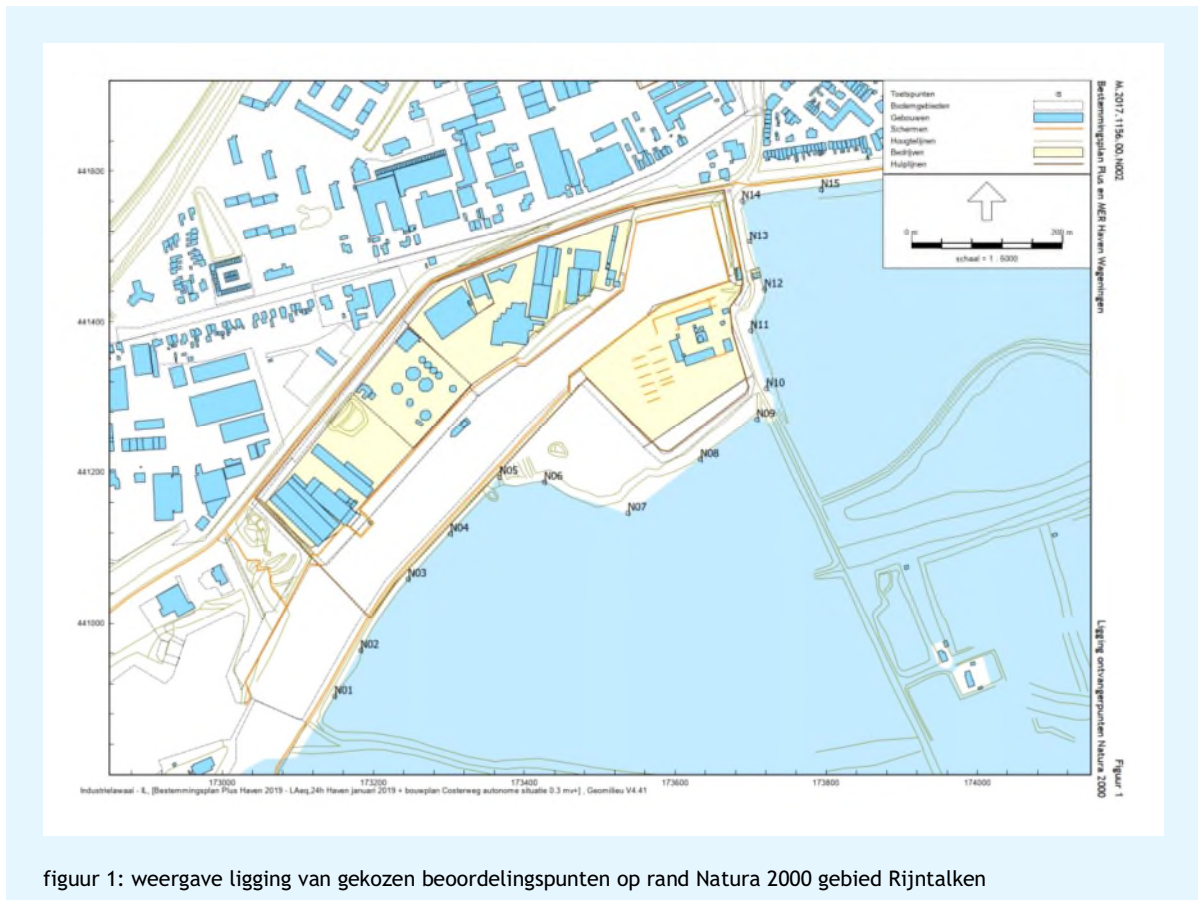 M.2017.1156.00.N002
Bestemmingsplan Plus en MER Haven Wageningen
Toetspunten
Bodemgebieden
Gebouwen
Schermen
Hoogtelijnen
Bedrijven
Hulplijnen
0 m 200 m
schaal = 1 : 5000
441600
441400
441200
441000
N15
N14
N13
N12
N11
N10
N09
N08
N07
N06
N05
N04
N03
N02
N01
173000 173200 173400 173600 173800 174000
Industrielawaai - IL, [Bestemmingsplan Plus Haven 2019 - LAeq,24h Haven januari 2019 + bouwplan Costerweg autonome situatie 0.3 mv+] , Geomilieu V4.41
Ligging ontvangerpunten Natura 2000
Figuur 1
figuur 1: weergave ligging van gekozen beoordelingspunten op rand Natura 2000 gebied Rijntalken